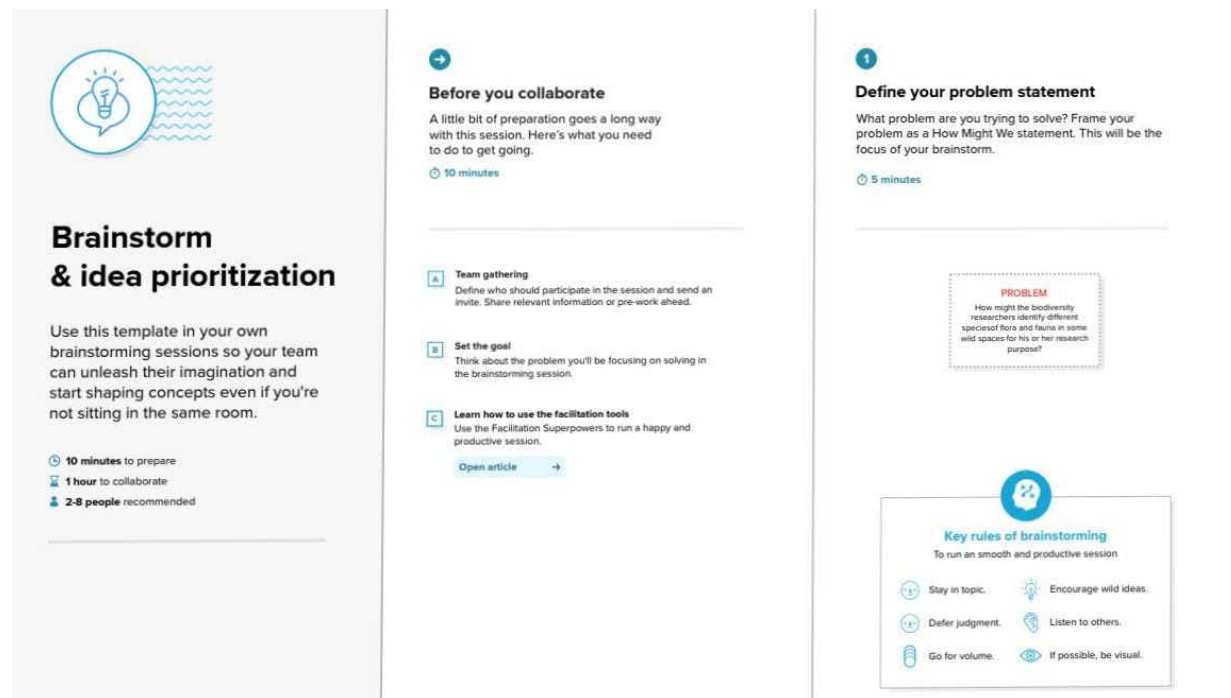 Brainstorm
& idea prioritization
Use this template in your own
brainstorming sessions so your team
can unleash their imagination and
start shaping concepts even if you're
not sitting in the same room.
10 minutes to prepare
1 hour to collaborate
2-8 people recommended
Before you collaborate
A little bit of preparation goes a long way
with this session. Here's what you need
to do to get going.
10 minutes
A
Team gathering
Define who should participate in the session and send an
invite. Share relevant information or pre-work ahead.
B
Set the goal
Think about the problem you'll be focusing on solving in
the brainstorming session.
C
Learn how to use the facilitation tools
Use the Facilitation Superpowers to run a happy and
productive session.
Open article
1
Define your problem statement
What problem are you trying to solve? Frame your
problem as a How Might We statement. This will be the
focus of your brainstorm.
5 minutes
PROBLEM
How might the biodiversity
researchers identify different
speciesof flora and fauna in some
wild spaces for his or her research
purpose?
Key rules of brainstorming
To run an smooth and productive session
Stay in topic.
Encourage wild ideas.
Defer judgment.
Listen to others.
Go for volume.
If possible, be visual.